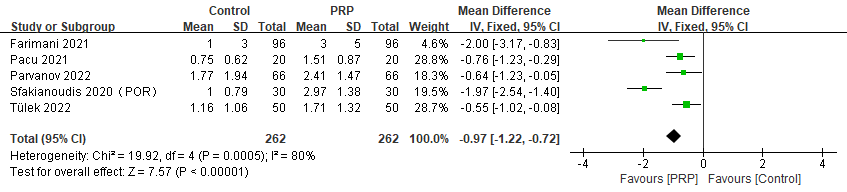 Control PRP Mean Difference Mean Difference
Study or Subgroup Mean SD Total Mean SD Total Weight IV, Fixed, 95% CI IV, Fixed, 95% CI
Farimani 2021 1 3 96 3 5 96 4.6% -2.00 [-3.17, -0.83]
Pacu 2021 0.75 0.62 20 1.51 0.87 20 28.8% -0.76 [-1.23, -0.29]
Parvanov 2022 1.77 1.94 66 2.41 1.47 66 18.0% -0.64 [-1.23, -0.05]
Sfakianoudis 2020（POR） 1 0.79 30 2.97 1.38 30 19.9% -1.97 [-2.54, -1.40]
Tülek 2022 1.16 1.06 50 1.71 1.32 50 28.7% -0.55 [-1.02, -0.08]
Total (95% CI) 262 262 100.0% -0.97 [-1.22, -0.72]
Heterogeneity: Chi² = 19.92, df = 4 (P = 0.0005); I² = 80%
Test for overall effect: Z = 7.57 (P < 0.00001)
-4 -2 0 2 4
Favours [PRP] Favours [Control]